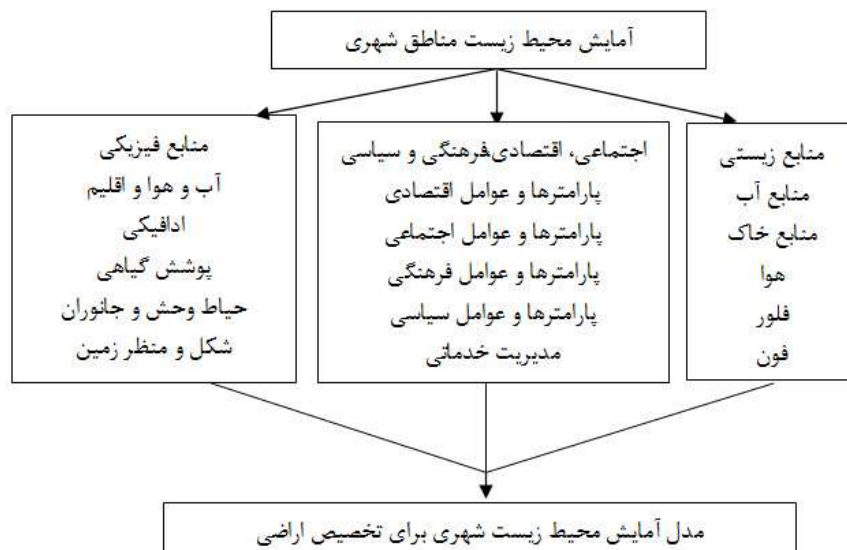 آمایش محیط زیست مناطق شهری
منابع زیستی
منابع آب
منابع خاک
هوا
فلور
فون
اجتماعی، اقتصادی،فرهنگی و سیاسی
پارامترها و عوامل اقتصادی
پارامترها و عوامل اجتماعی
پارامترها و عوامل فرهنگی
پارامترها و عوامل سیاسی
مدیریت خدماتی
منابع فیزیکی
آب و هوا و اقلیم
ادافیکی
پوشش گیاهی
حیاط وحش و جانوران
شکل و منظر زمین
مدل آمایش محیط زیست شهری برای تخصیص اراضی